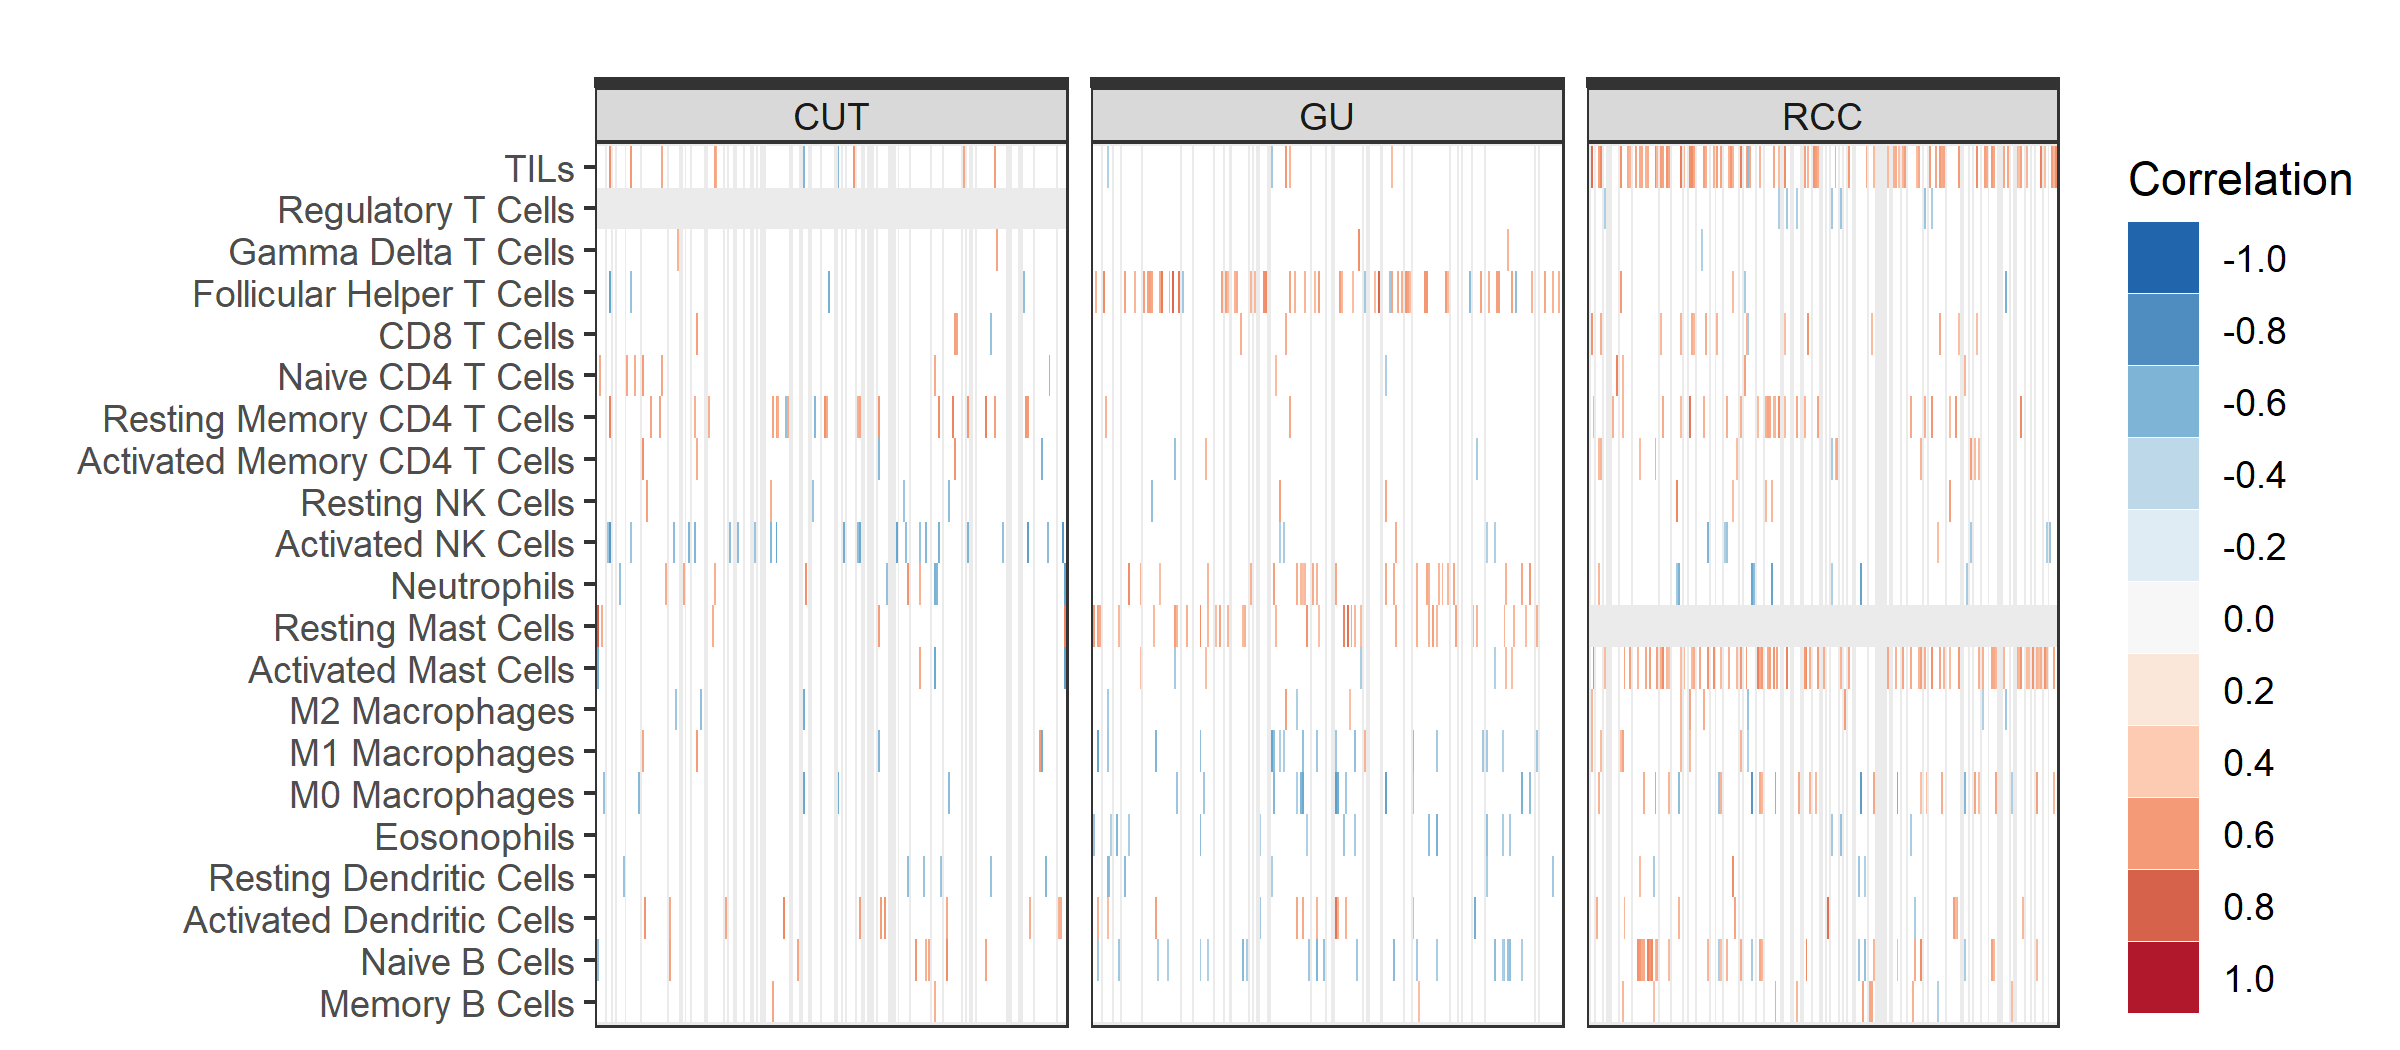 CUT
GU
RCC
TILs
Regulatory T Cells
Gamma Delta T Cells
Follicular Helper T Cells
CD8 T Cells
Naive CD4 T Cells
Resting Memory CD4 T Cells
Activated Memory CD4 T Cells
Resting NK Cells
Activated NK Cells
Neutrophils
Resting Mast Cells
Activated Mast Cells
M2 Macrophages
M1 Macrophages
M0 Macrophages
Eosonophils
Resting Dendritic Cells
Activated Dendritic Cells
Naive B Cells
Memory B Cells
Correlation
-1.0
-0.8
-0.6
-0.4
-0.2
0.0
0.2
0.4
0.6
0.8
1.0